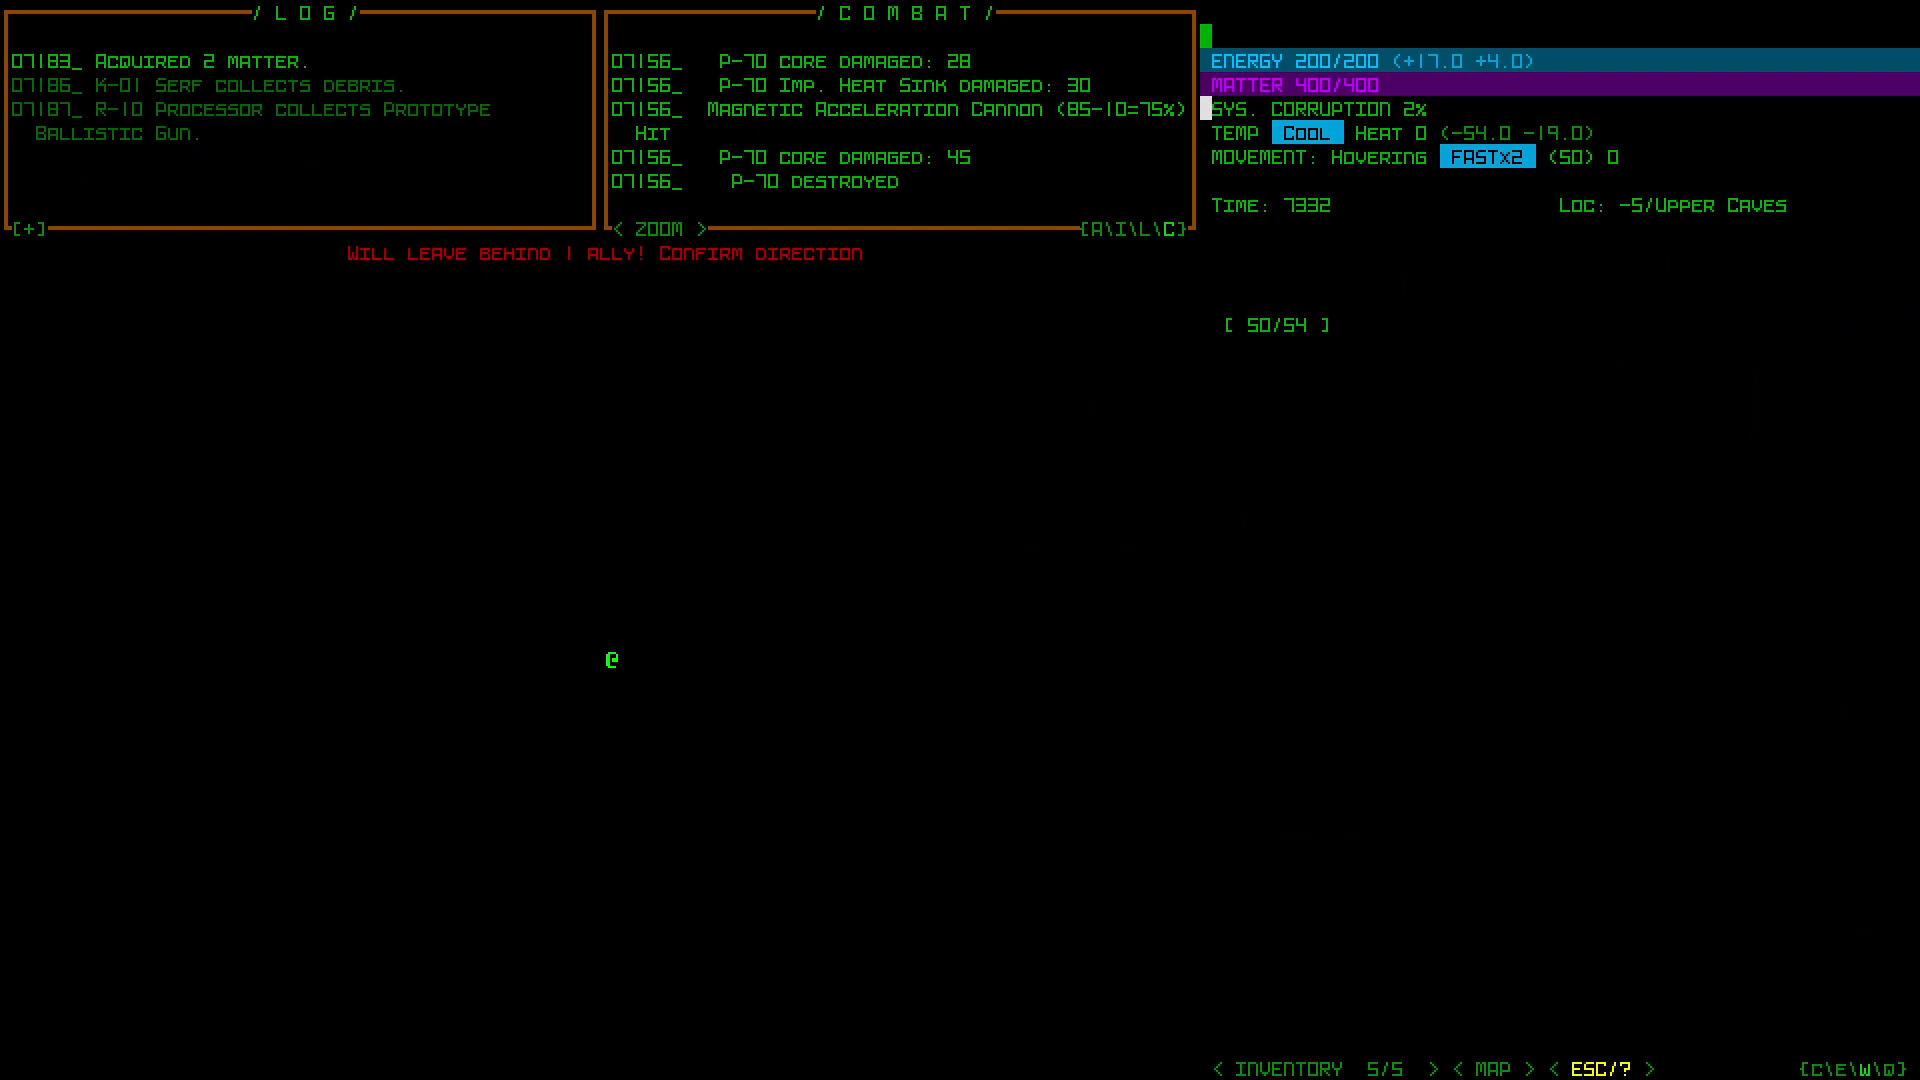 / L O G /
07183_ Acquired 2 matter.
07186_ K-01 Serf collects debris.
07187_ R-10 Processor collects Prototype
Ballistic Gun.
[+]
/ C O M B A T /
07156_ P-70 core damaged: 28
07156_ P-70 Imp. Heat Sink damaged: 30
07156_ Magnetic Acceleration Cannon (85-10=75%)
Hit
07156_ P-70 core damaged: 45
07156_ P-70 destroyed
< ZOOM >
[A\I\L\C]
Will leave behind 1 ally! Confirm direction
Energy 200/200 (+17.0 +4.0)
Matter 400/400
Sys. Corruption 2%
Temp Cool Heat 0 (-54.0 -19.0)
Movement: Hovering FASTx2 (50) 0
Time: 7332 Loc: -5/Upper Caves
[ 50/54 ]
@
< INVENTORY 5/5 > < MAP > < ESC/? > [C\E\W\Q]